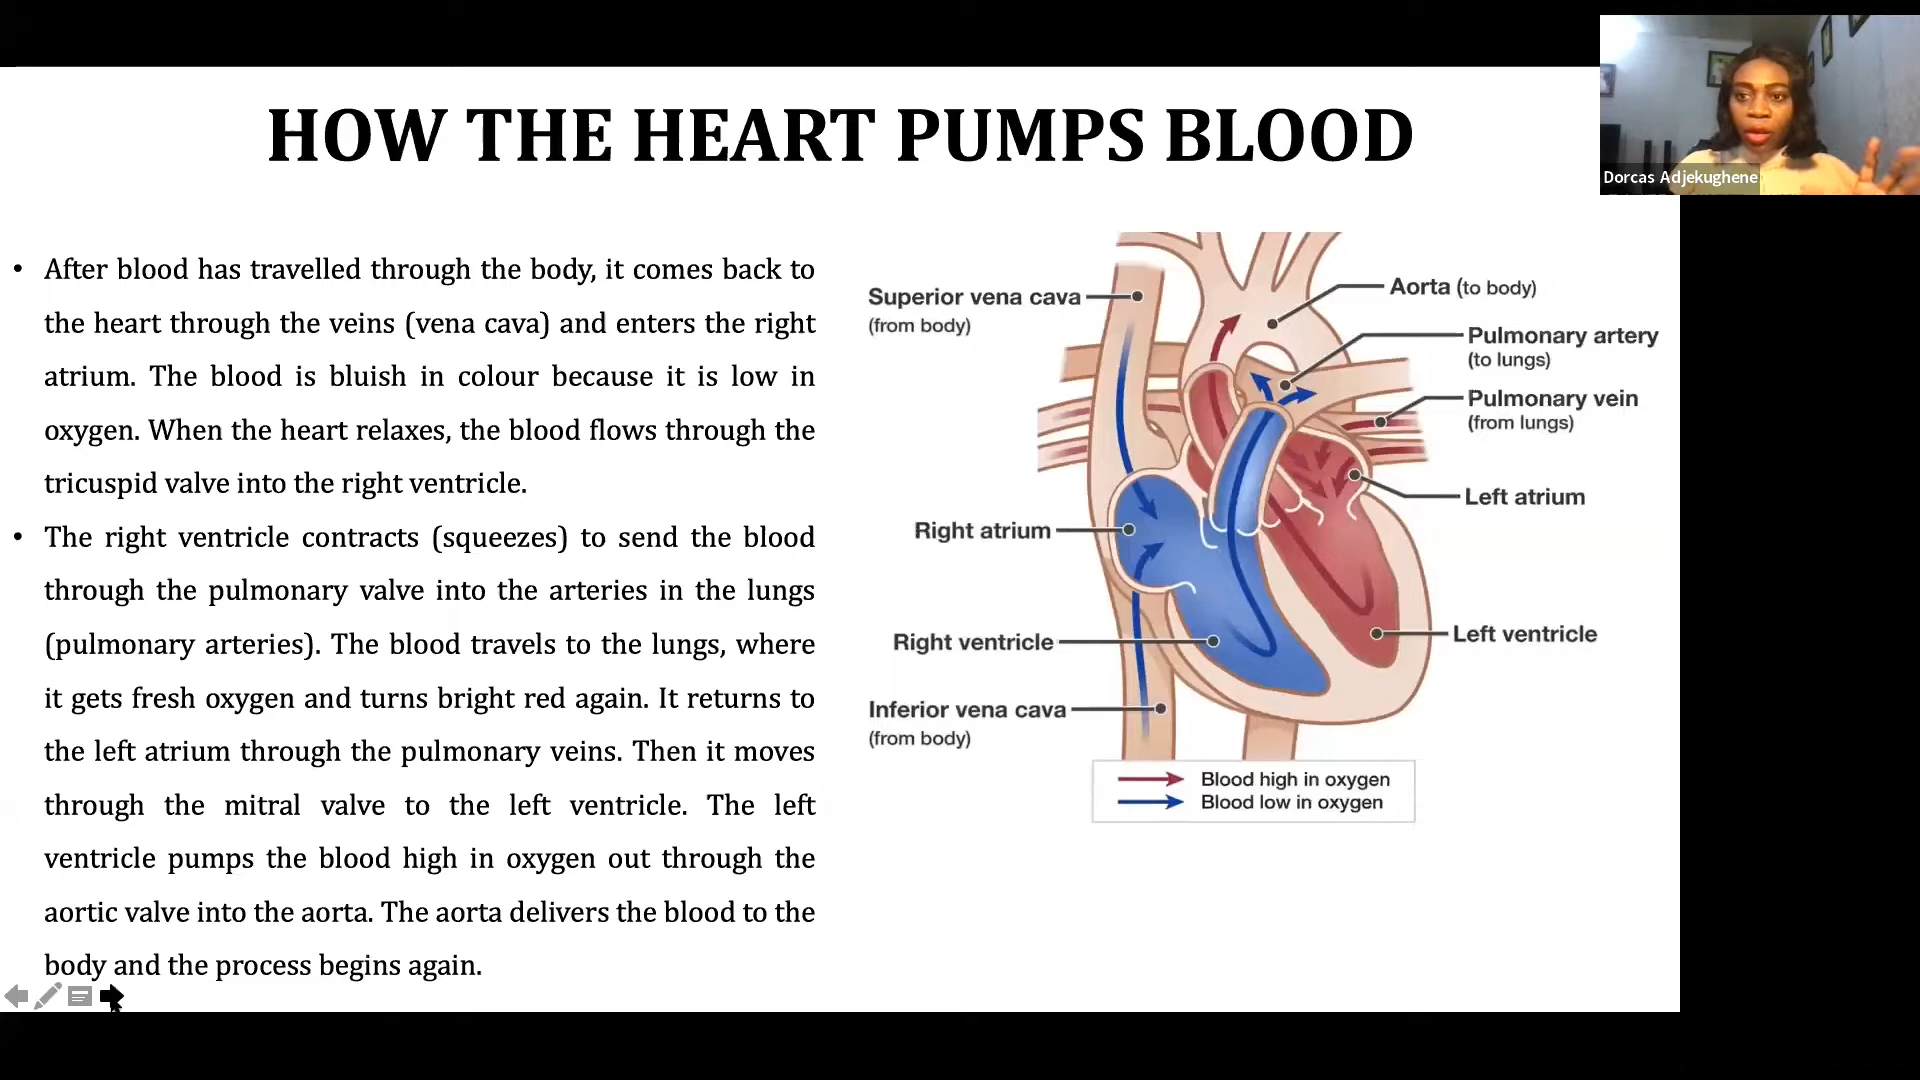 HOW THE HEART PUMPS BLOOD
Dorcas Adjekughene
• After blood has travelled through the body, it comes back to
the heart through the veins (vena cava) and enters the right
atrium. The blood is bluish in colour because it is low in
oxygen. When the heart relaxes, the blood flows through the
tricuspid valve into the right ventricle.
• The right ventricle contracts (squeezes) to send the blood
through the pulmonary valve into the arteries in the lungs
(pulmonary arteries). The blood travels to the lungs, where
it gets fresh oxygen and turns bright red again. It returns to
the left atrium through the pulmonary veins. Then it moves
through the mitral valve to the left ventricle. The left
ventricle pumps the blood high in oxygen out through the
aortic valve into the aorta. The aorta delivers the blood to the
body and the process begins again.
Superior vena cava
(from body)
Aorta (to body)
Pulmonary artery
(to lungs)
Pulmonary vein
(from lungs)
Left atrium
Right atrium
Left ventricle
Right ventricle
Inferior vena cava
(from body)
Blood high in oxygen
Blood low in oxygen